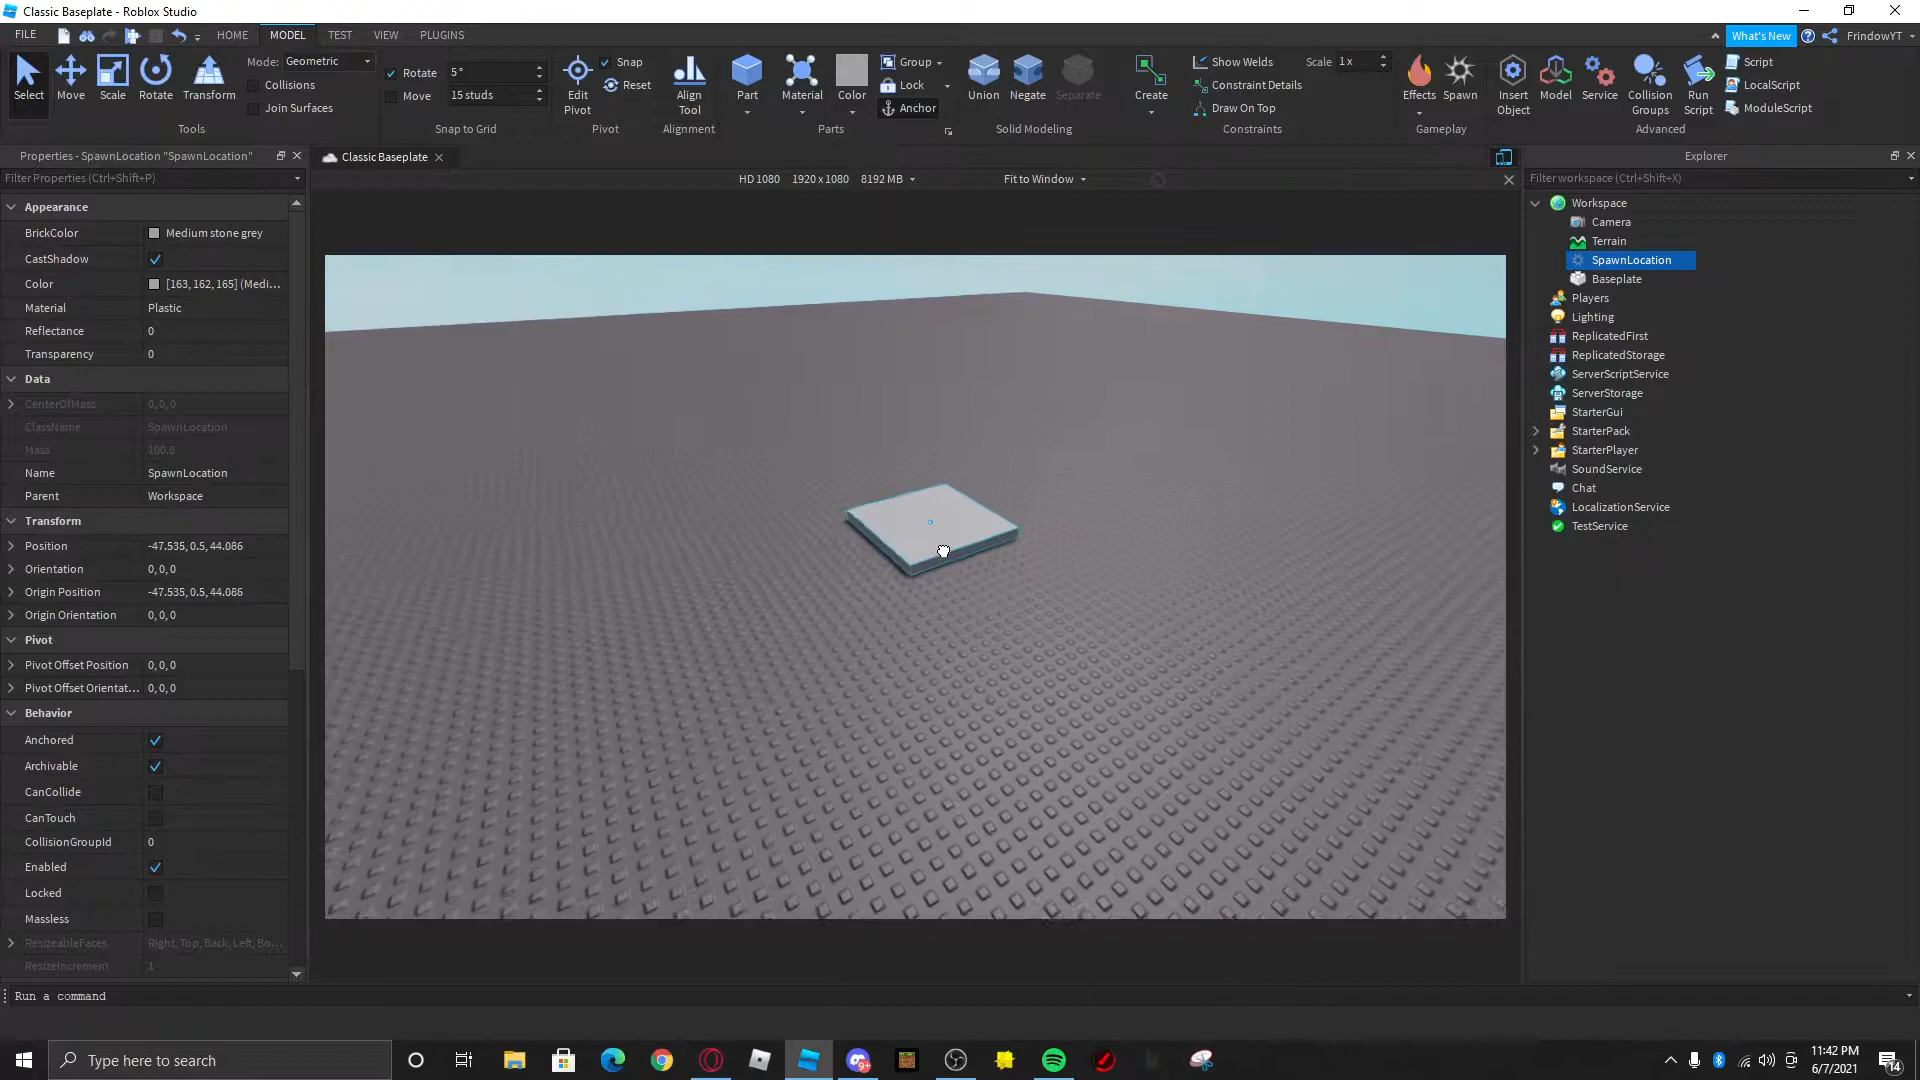 Classic Baseplate - Roblox Studio
FILE
HOME
MODEL
TEST
VIEW
PLUGINS
What's New
FrindowYT
Select
Move
Scale
Rotate
Transform
Mode: Geometric
Collisions
Join Surfaces
Tools
Rotate 5°
Move 15 studs
Snap to Grid
Edit Pivot
Snap
Reset
Pivot
Align Tool
Alignment
Part
Material
Color
Group
Lock
Anchor
Parts
Union
Negate
Separate
Solid Modeling
Create
Show Welds
Scale 1 x
Constraint Details
Draw On Top
Constraints
Effects
Spawn
Gameplay
Insert Object
Model
Service
Collision Groups
Run Script
Script
LocalScript
ModuleScript
Advanced
Properties - SpawnLocation "SpawnLocation"
Filter Properties (Ctrl+Shift+P)
Appearance
BrickColor Medium stone grey
CastShadow
Color [163, 162, 165] (Medi...
Material Plastic
Reflectance 0
Transparency 0
Data
CenterOfMass 0, 0, 0
ClassName SpawnLocation
Mass 100.8
Name SpawnLocation
Parent Workspace
Transform
Position -47.535, 0.5, 44.086
Orientation 0, 0, 0
Origin Position -47.535, 0.5, 44.086
Origin Orientation 0, 0, 0
Pivot
Pivot Offset Position 0, 0, 0
Pivot Offset Orientat... 0, 0, 0
Behavior
Anchored
Archivable
CanCollide
CanTouch
CollisionGroupId 0
Enabled
Locked
Massless
ResizeableFaces Right, Top, Back, Left, Bo...
ResizeIncrement 1
Classic Baseplate
HD 1080 1920 x 1080 8192 MB
Fit to Window
Explorer
Filter workspace (Ctrl+Shift+X)
Workspace
Camera
Terrain
SpawnLocation
Baseplate
Players
Lighting
ReplicatedFirst
ReplicatedStorage
ServerScriptService
ServerStorage
StarterGui
StarterPack
StarterPlayer
SoundService
Chat
LocalizationService
TestService
Run a command
Type here to search
9+
11:42 PM
6/7/2021
14